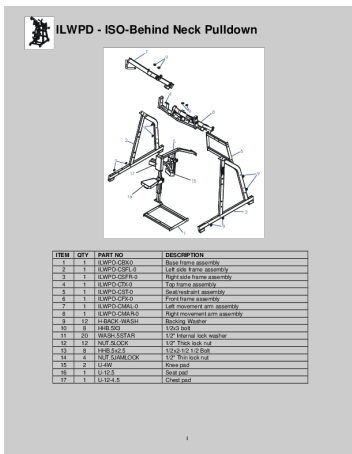 ILWPD - ISO-Behind Neck Pulldown
ITEM QTY PART NO DESCRIPTION
1 1 ILWPD-CBX-0 Base frame assembly
2 1 ILWPD-CSFL-0 Left side frame assembly
3 1 ILWPD-CSFR-0 Right side frame assembly
4 1 ILWPD-CTX-0 Top frame assembly
5 1 ILWPD-CST-0 Seat/restraint assembly
6 1 ILWPD-CFX-0 Front frame assembly
7 1 ILWPD-CMAL-0 Left movement arm assembly
8 1 ILWPD-CMAR-0 Right movement arm assembly
9 12 H-BACK-WASH Backing Washer
10 8 HHB.5X3 1/2x3 bolt
11 20 WASH.5STAR 1/2" Internal lock washer
12 12 NUT.5LOCK 1/2" Thick lock nut
13 8 HHB.5x2.5 1/2x2-1/2 1/2 Bolt
14 4 NUT.5JAMLOCK 1/2" Thin lock nut
15 2 U-4W Knee pad
16 1 U-12.5 Seat pad
17 1 U-12-4.5 Chest pad
1